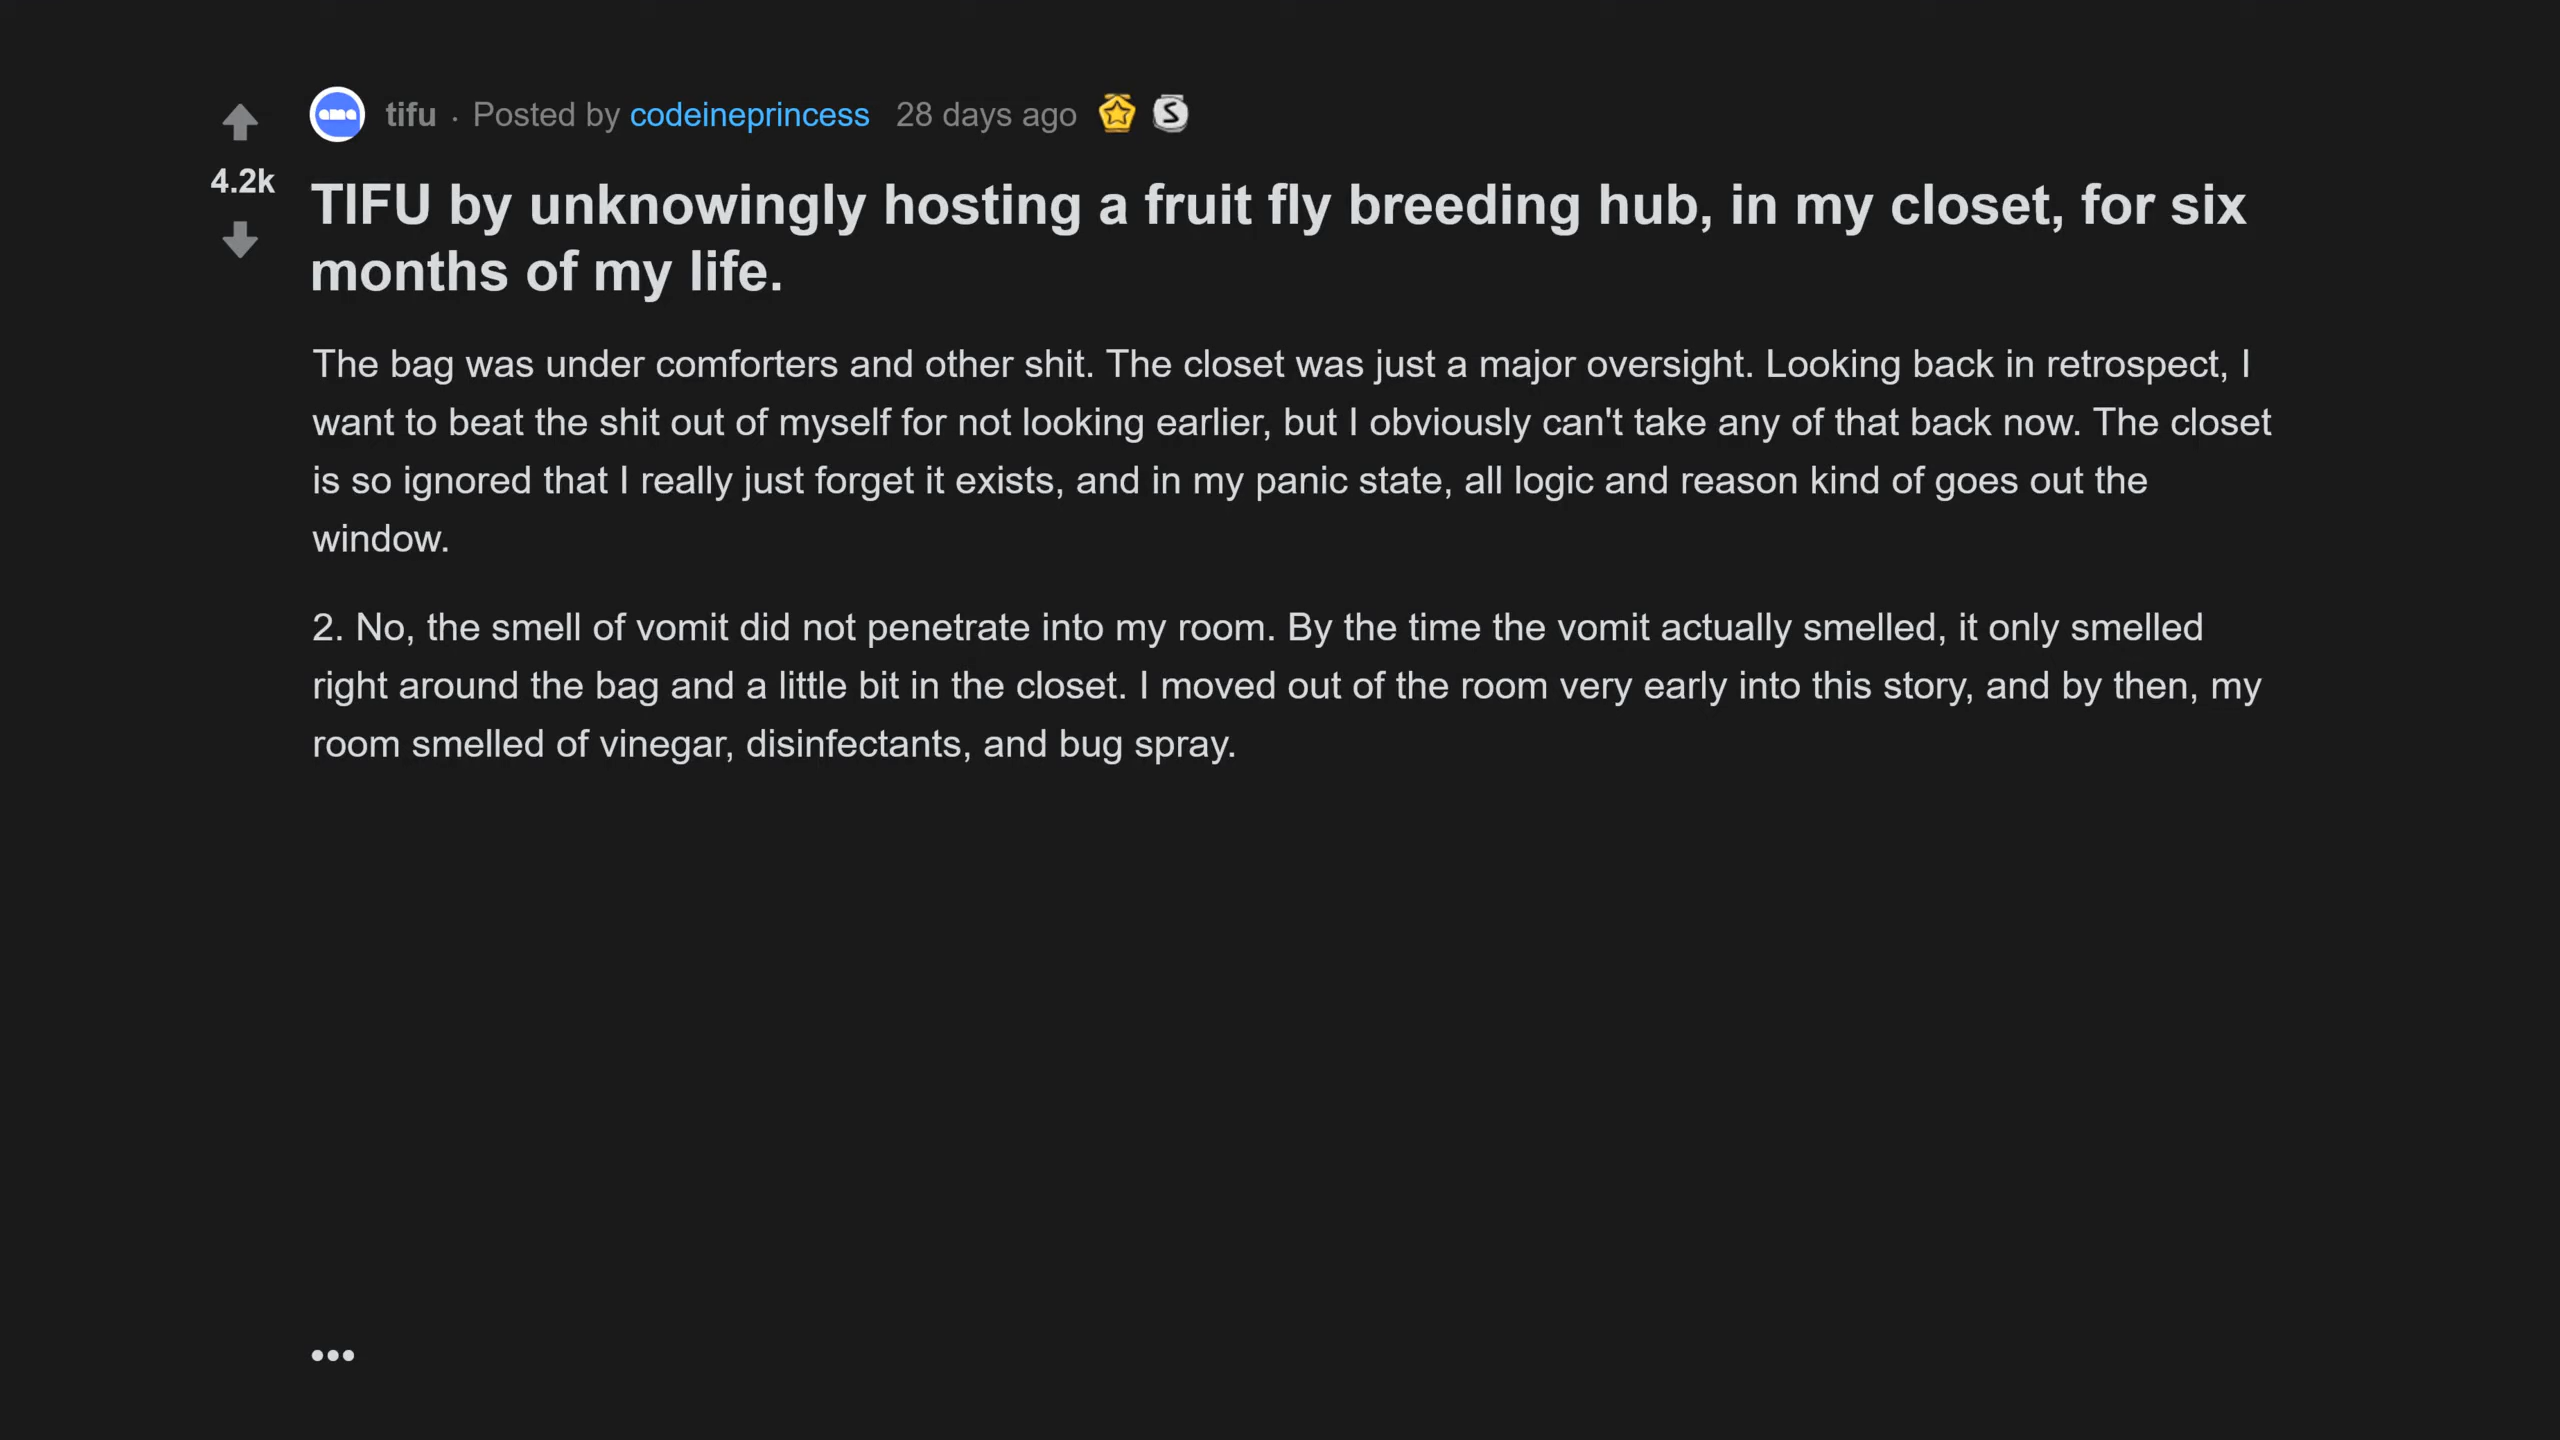 tifu · Posted by codeineprincess 28 days ago
4.2k
TIFU by unknowingly hosting a fruit fly breeding hub, in my closet, for six
months of my life.
The bag was under comforters and other shit. The closet was just a major oversight. Looking back in retrospect, I
want to beat the shit out of myself for not looking earlier, but I obviously can't take any of that back now. The closet
is so ignored that I really just forget it exists, and in my panic state, all logic and reason kind of goes out the
window.
2. No, the smell of vomit did not penetrate into my room. By the time the vomit actually smelled, it only smelled
right around the bag and a little bit in the closet. I moved out of the room very early into this story, and by then, my
room smelled of vinegar, disinfectants, and bug spray.
•••